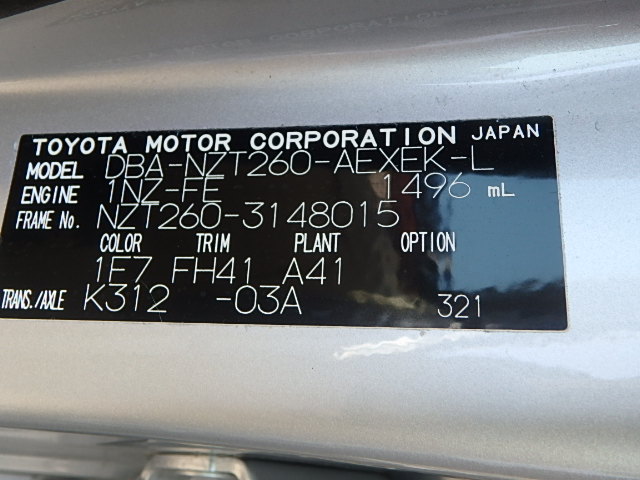 TOYOTA MOTOR CORPORATION JAPAN
MODEL DBA-NZT260-AEXEK-L
ENGINE 1NZ-FE 1496 mL
FRAME No. NZT260-3148015
COLOR TRIM PLANT OPTION
1E7 FH41 A41
TRANS./AXLE K312 -03A 321